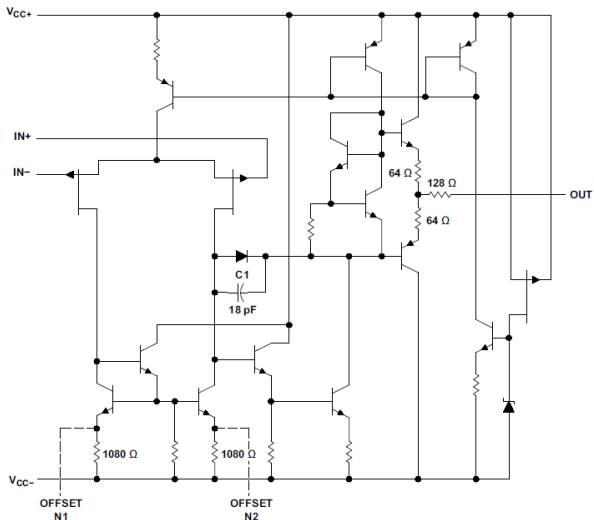 VCC+
IN+
IN−
64 Ω
128 Ω
OUT
64 Ω
C1
18 pF
1080 Ω
1080 Ω
VCC−
OFFSET
N1
OFFSET
N2